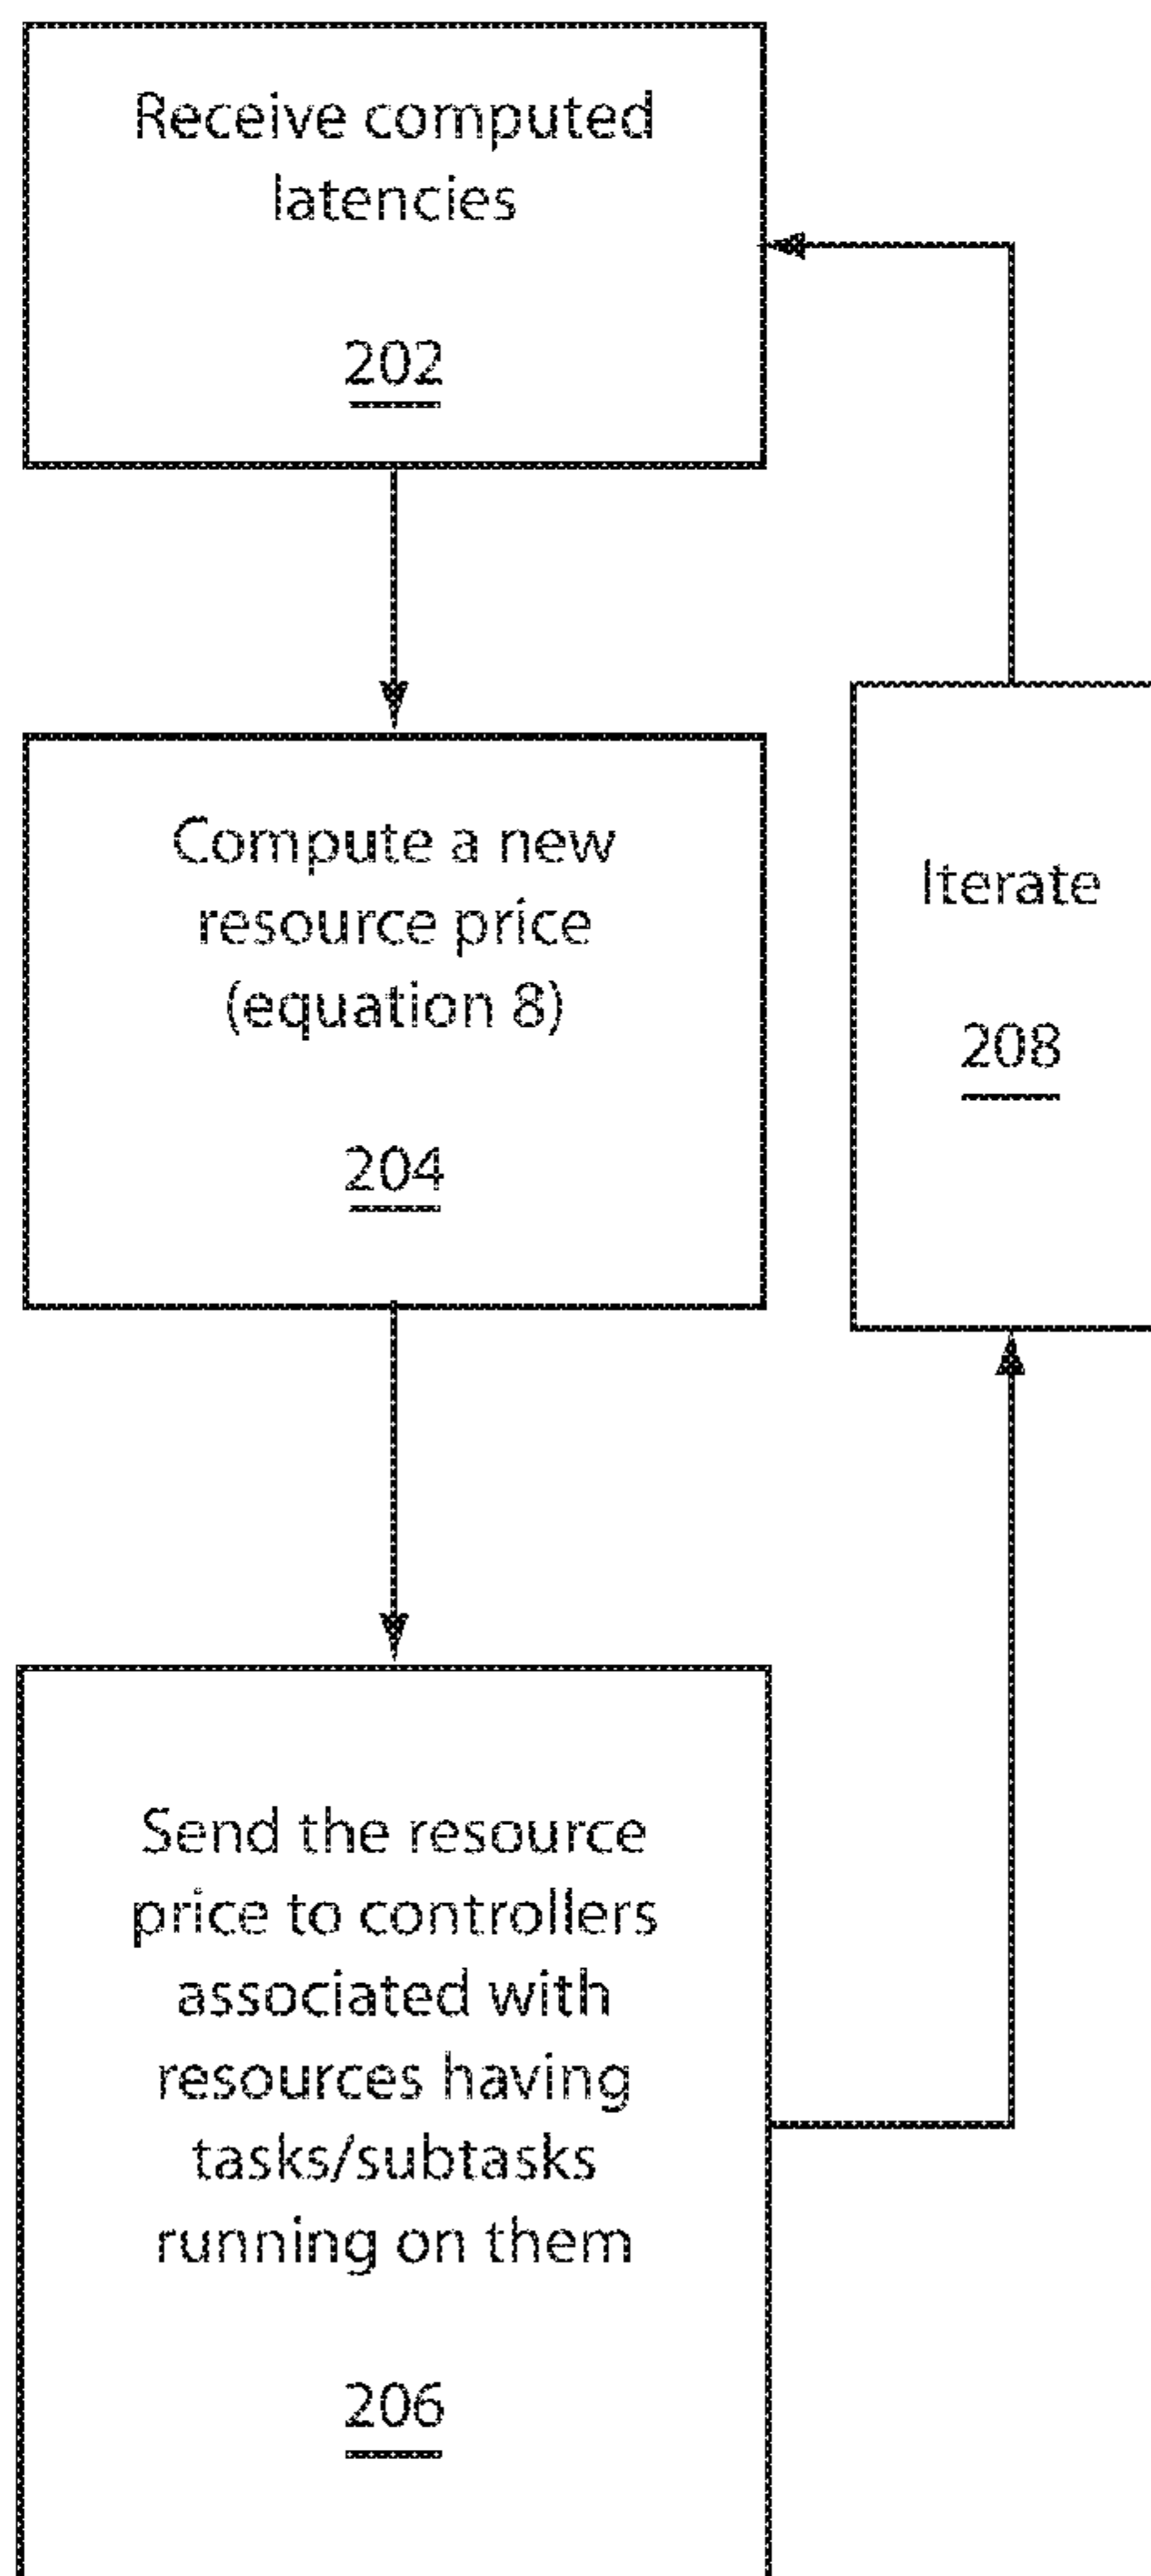 Receive computed
latencies
202
Compute a new
resource price
(equation 8)
204
Iterate
208
Send the resource
price to controllers
associated with
resources having
tasks/subtasks
running on them
206